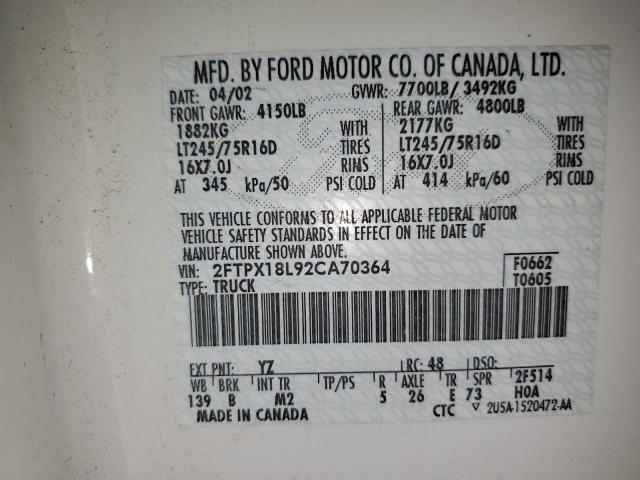 MFD. BY FORD MOTOR CO. OF CANADA, LTD.
DATE: 04/02 GVWR: 7700LB/ 3492KG
FRONT GAWR: 4150LB REAR GAWR: 4800LB
1882KG WITH 2177KG WITH
LT245/75R16D TIRES LT245/75R16D TIRES
16X7.0J RIMS 16X7.0J RIMS
AT 345 kPa/50 PSI COLD AT 414 kPa/60 PSI COLD
THIS VEHICLE CONFORMS TO ALL APPLICABLE FEDERAL MOTOR
VEHICLE SAFETY STANDARDS IN EFFECT ON THE DATE OF
MANUFACTURE SHOWN ABOVE.
VIN: 2FTPX18L92CA70364 F0662
TYPE: TRUCK T0605
EXT PNT: YZ RC: 48 DSO:
WB BRK INT TR TP/PS R AXLE TR SPR 2F514
139 B M2 5 26 E 73 H0A
MADE IN CANADA CTC ▽ 2U5A-1520472-AA